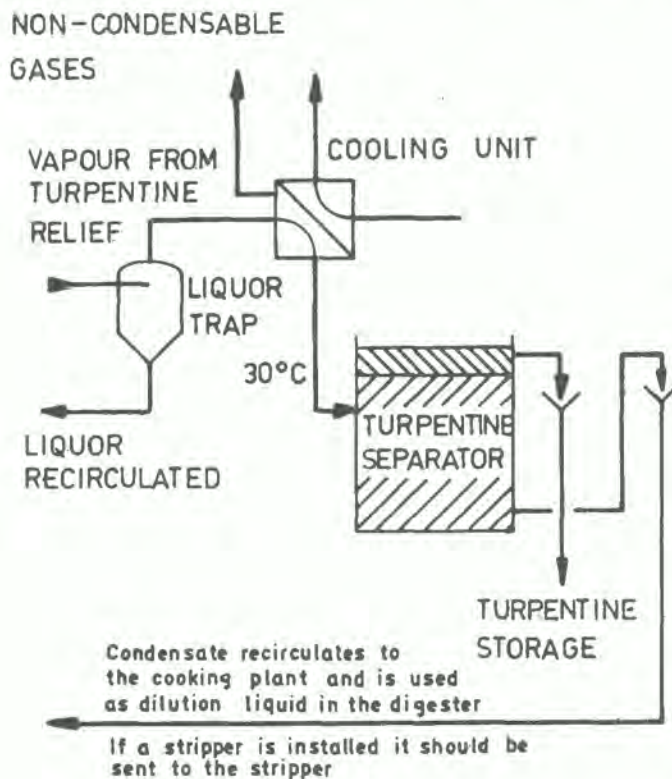 NON-CONDENSABLE
GASES
COOLING UNIT
VAPOUR FROM
TURPENTINE
RELIEF
LIQUOR
TRAP
30°C
LIQUOR
RECIRCULATED
TURPENTINE
SEPARATOR
TURPENTINE
STORAGE
Condensate recirculates to
the cooking plant and is used
as dilution liquid in the digester
If a stripper is installed it should be
sent to the stripper